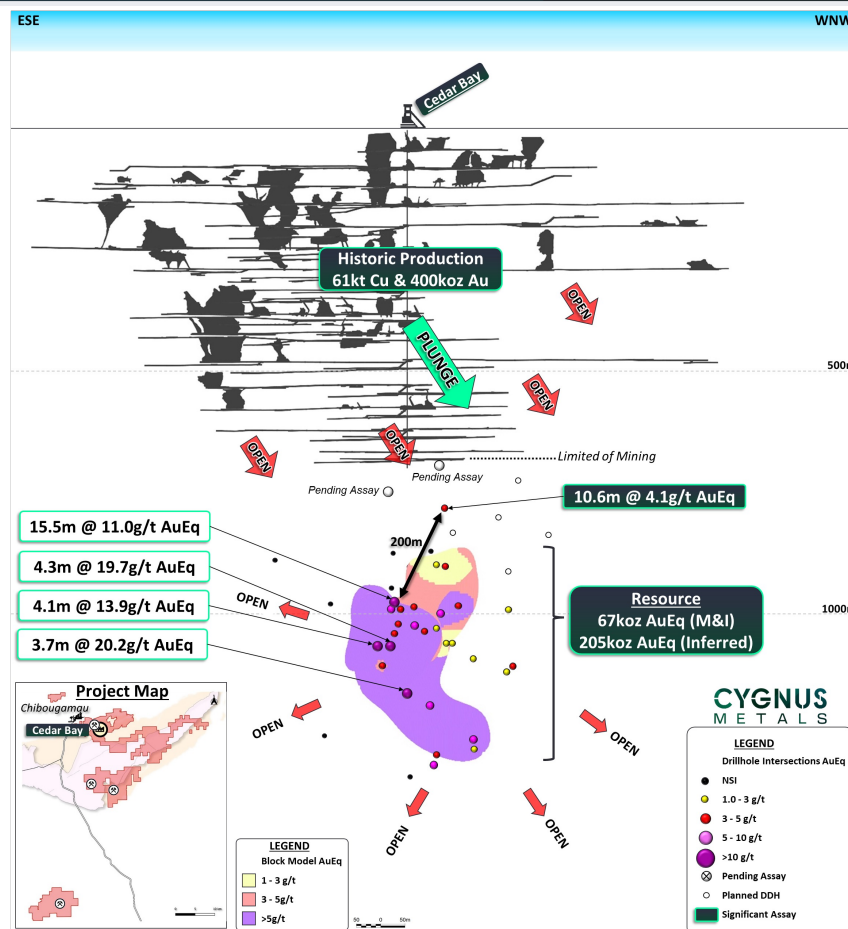 ESE
WNW
Cedar Bay
Historic Production
61kt Cu & 400koz Au
OPEN
PLUNGE
500m
OPEN
OPEN
OPEN
Limited of Mining
Pending Assay
Pending Assay
10.6m @ 4.1g/t AuEq
15.5m @ 11.0g/t AuEq
200m
4.3m @ 19.7g/t AuEq
4.1m @ 13.9g/t AuEq
3.7m @ 20.2g/t AuEq
OPEN
1000m
Resource
67koz AuEq (M&I)
205koz AuEq (Inferred)
Project Map
Chibougamau
Cedar Bay
OPEN
OPEN
OPEN
OPEN
CYGNUS
METALS
LEGEND
Drillhole Intersections AuEq
NSI
1.0 - 3 g/t
3 - 5 g/t
5 - 10 g/t
>10 g/t
Pending Assay
Planned DDH
Significant Assay
LEGEND
Block Model AuEq
1 - 3 g/t
3 - 5g/t
>5g/t
50 0 50m